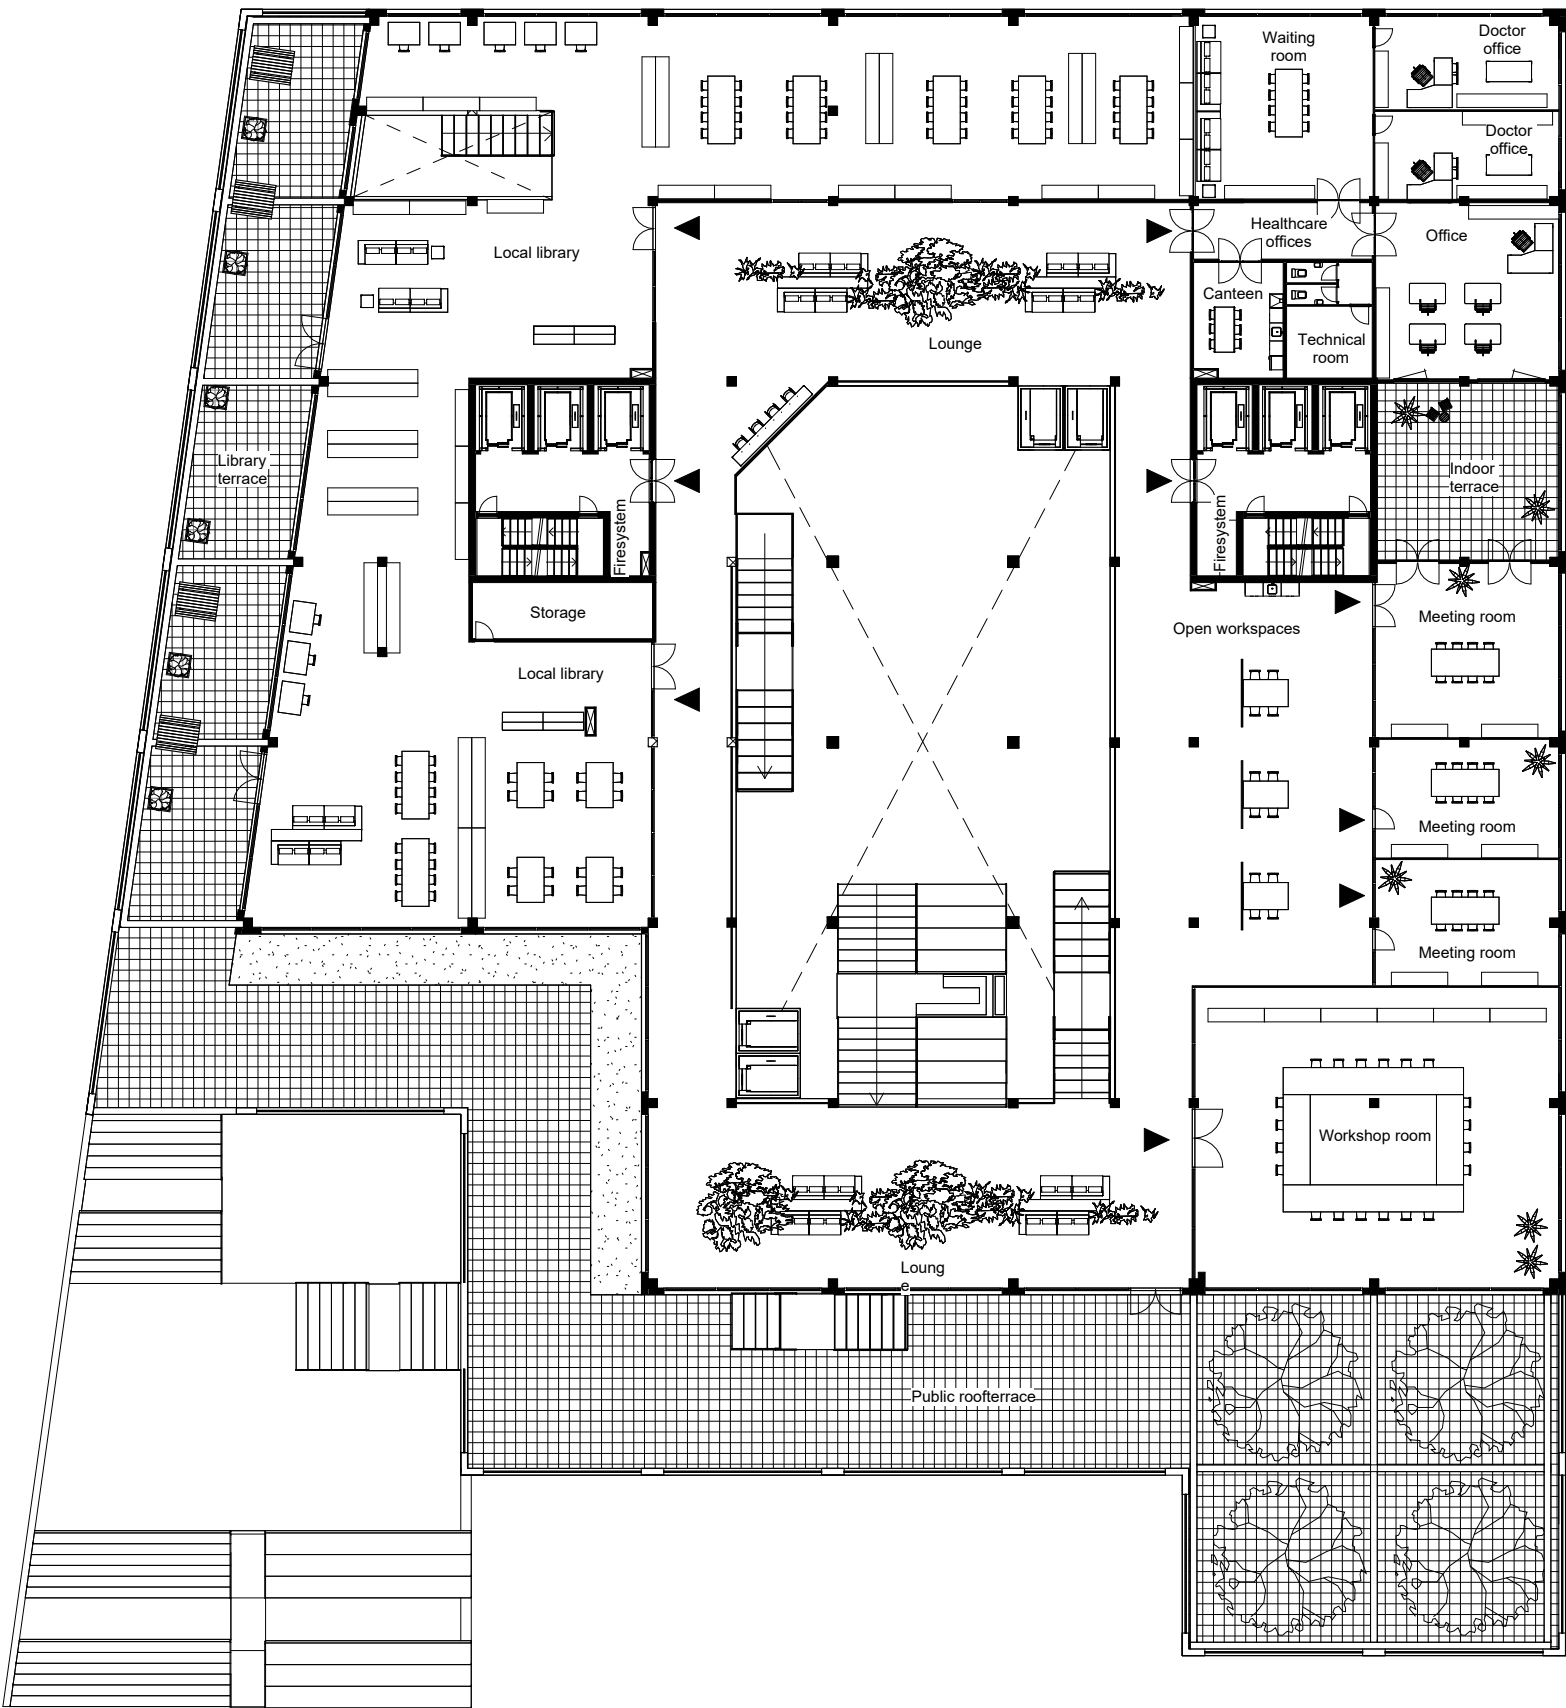 Waiting
room
Doctor
office
Doctor
office
Local library
Healthcare
offices
Office
Canteen
Lounge
Technical
room
Library
terrace
Indoor
terrace
Firesystem
Firesystem
Storage
Open workspaces
Meeting room
Local library
Meeting room
Meeting room
Workshop room
Loung
e
Public roofterrace